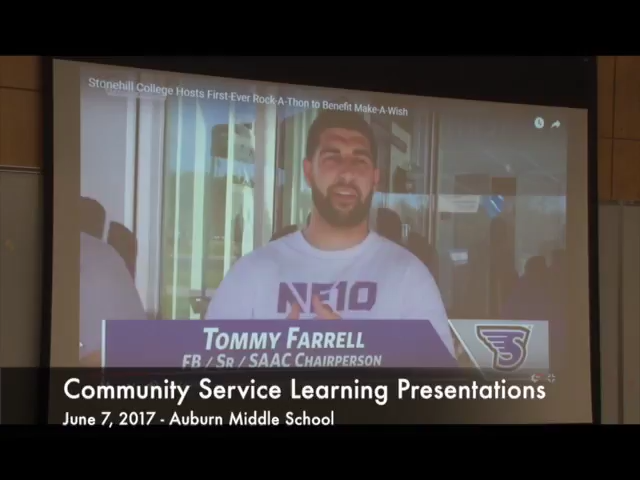 Stonehill College Hosts First-Ever Rock-A-Thon to Benefit Make-A-Wish
NE10
TOMMY FARRELL
FB / SR / SAAC CHAIRPERSON
S
Community Service Learning Presentations
June 7, 2017 - Auburn Middle School